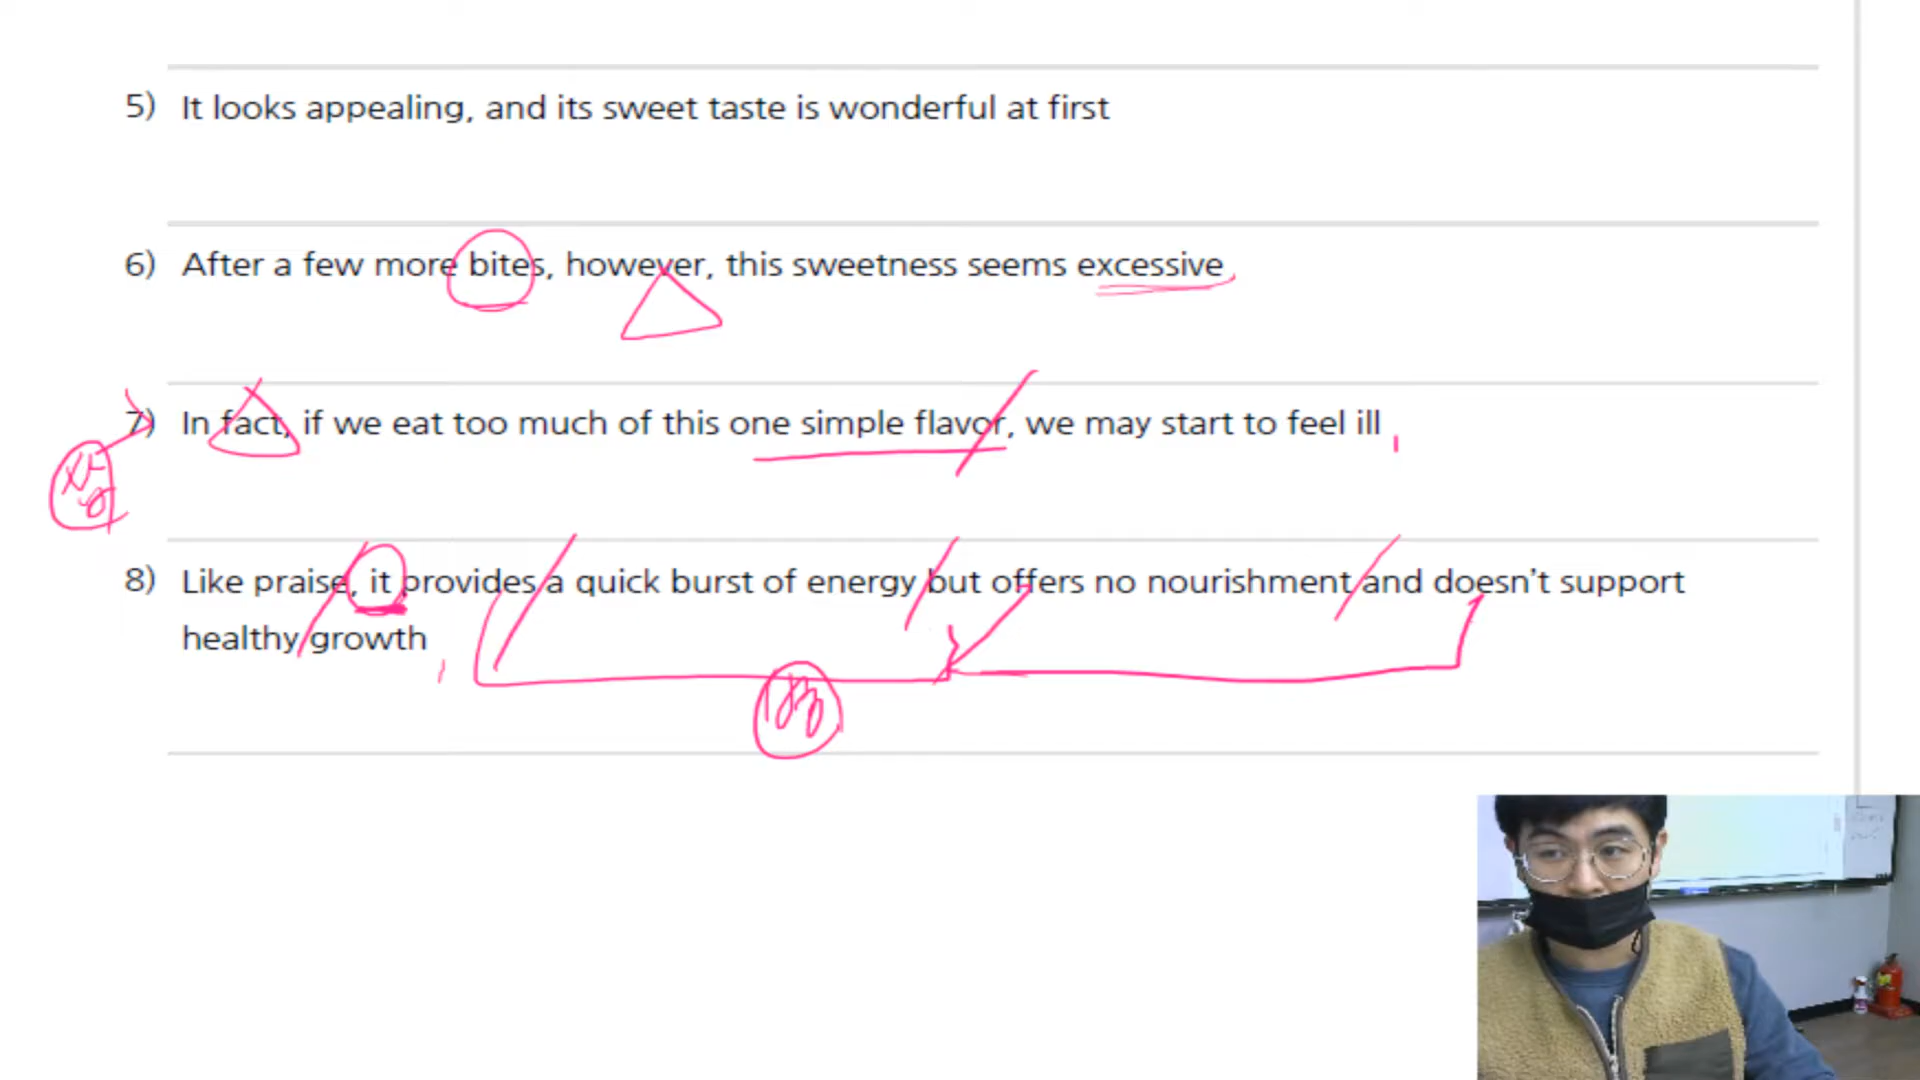 5) It looks appealing, and its sweet taste is wonderful at first
6) After a few more bites, however, this sweetness seems excessive
7) In fact, if we eat too much of this one simple flavor, we may start to feel ill
8) Like praise, it provides a quick burst of energy but offers no nourishment and doesn't support
healthy growth